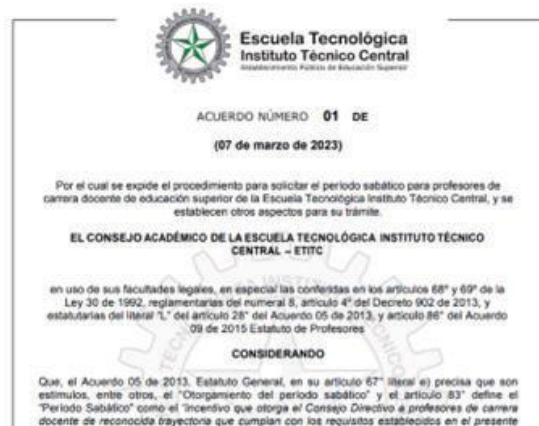 Escuela Tecnológica
Instituto Técnico Central
Establecimiento Público de Educación Superior
ACUERDO NÚMERO 01 DE
(07 de marzo de 2023)
Por el cual se expide el procedimiento para solicitar el período sabático para profesores de
carrera docente de educación superior de la Escuela Tecnológica Instituto Técnico Central, y se
establecen otros aspectos para su trámite.
EL CONSEJO ACADÉMICO DE LA ESCUELA TECNOLÓGICA INSTITUTO TÉCNICO
CENTRAL – ETITC
en uso de sus facultades legales, en especial las conferidas en los artículos 68° y 69° de la
Ley 30 de 1992, reglamentarias del numeral 8, artículo 4° del Decreto 902 de 2013, y
estatutarias del literal "L" del artículo 28° del Acuerdo 05 de 2013, y artículo 86° del Acuerdo
09 de 2015 Estatuto de Profesores
CONSIDERANDO
Que, el Acuerdo 05 de 2013, Estatuto General, en su artículo 67° literal e) precisa que son
estímulos, entre otros, el "Otorgamiento del período sabático" y el artículo 83° define el
"Período Sabático" como el "incentivo que otorga el Consejo Directivo a profesores de carrera
docente de reconocida trayectoria que cumplan con los requisitos establecidos en el presente